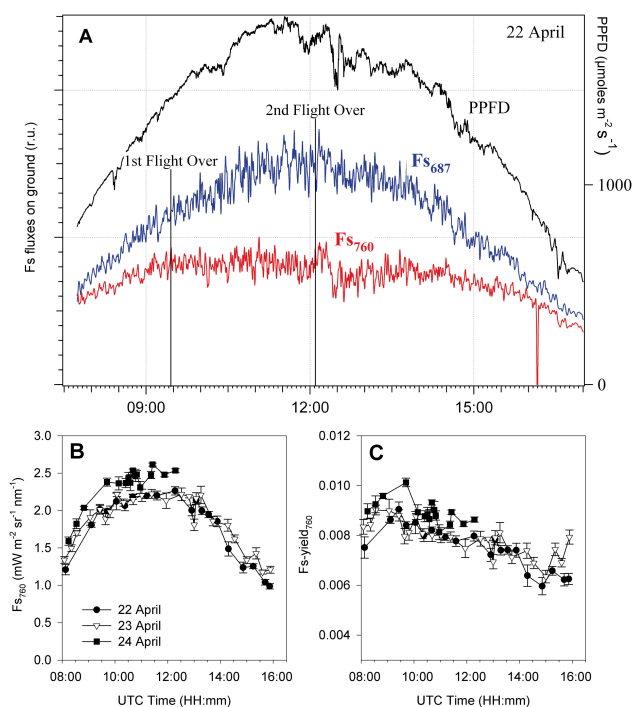 A
22 April
PPFD (μmoles m-2 s-1)
PPFD
2nd Flight Over
1st Flight Over
Fs687
Fs760
Fs fluxes on ground (r.u.)
1000
0
09:00 12:00 15:00
B
3.0
2.5
2.0
1.5
1.0
0.5
0.0
Fs760 (mW m-2 sr-1 nm-1)
22 April
23 April
24 April
08:00 10:00 12:00 14:00 16:00
UTC Time (HH:mm)
C
0.012
0.010
0.008
0.006
0.004
Fs-yield760
08:00 10:00 12:00 14:00 16:00
UTC Time (HH:mm)